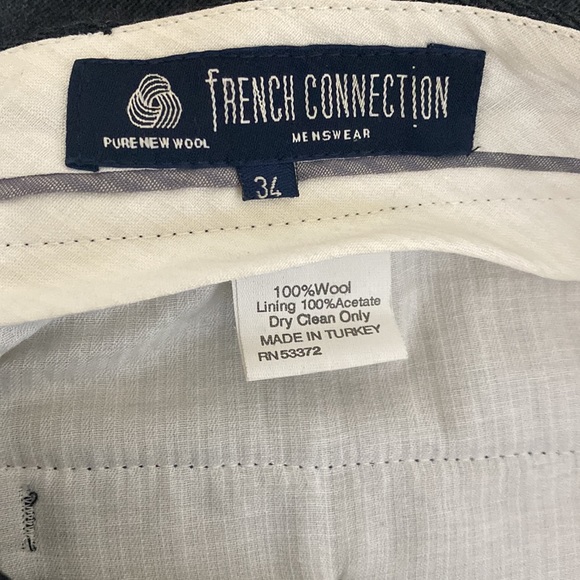 fRENCH CONNECTiON
PURE NEW WOOL
MENSWEAR
34
100%Wool
Lining 100%Acetate
Dry Clean Only
MADE IN TURKEY
RN 53372